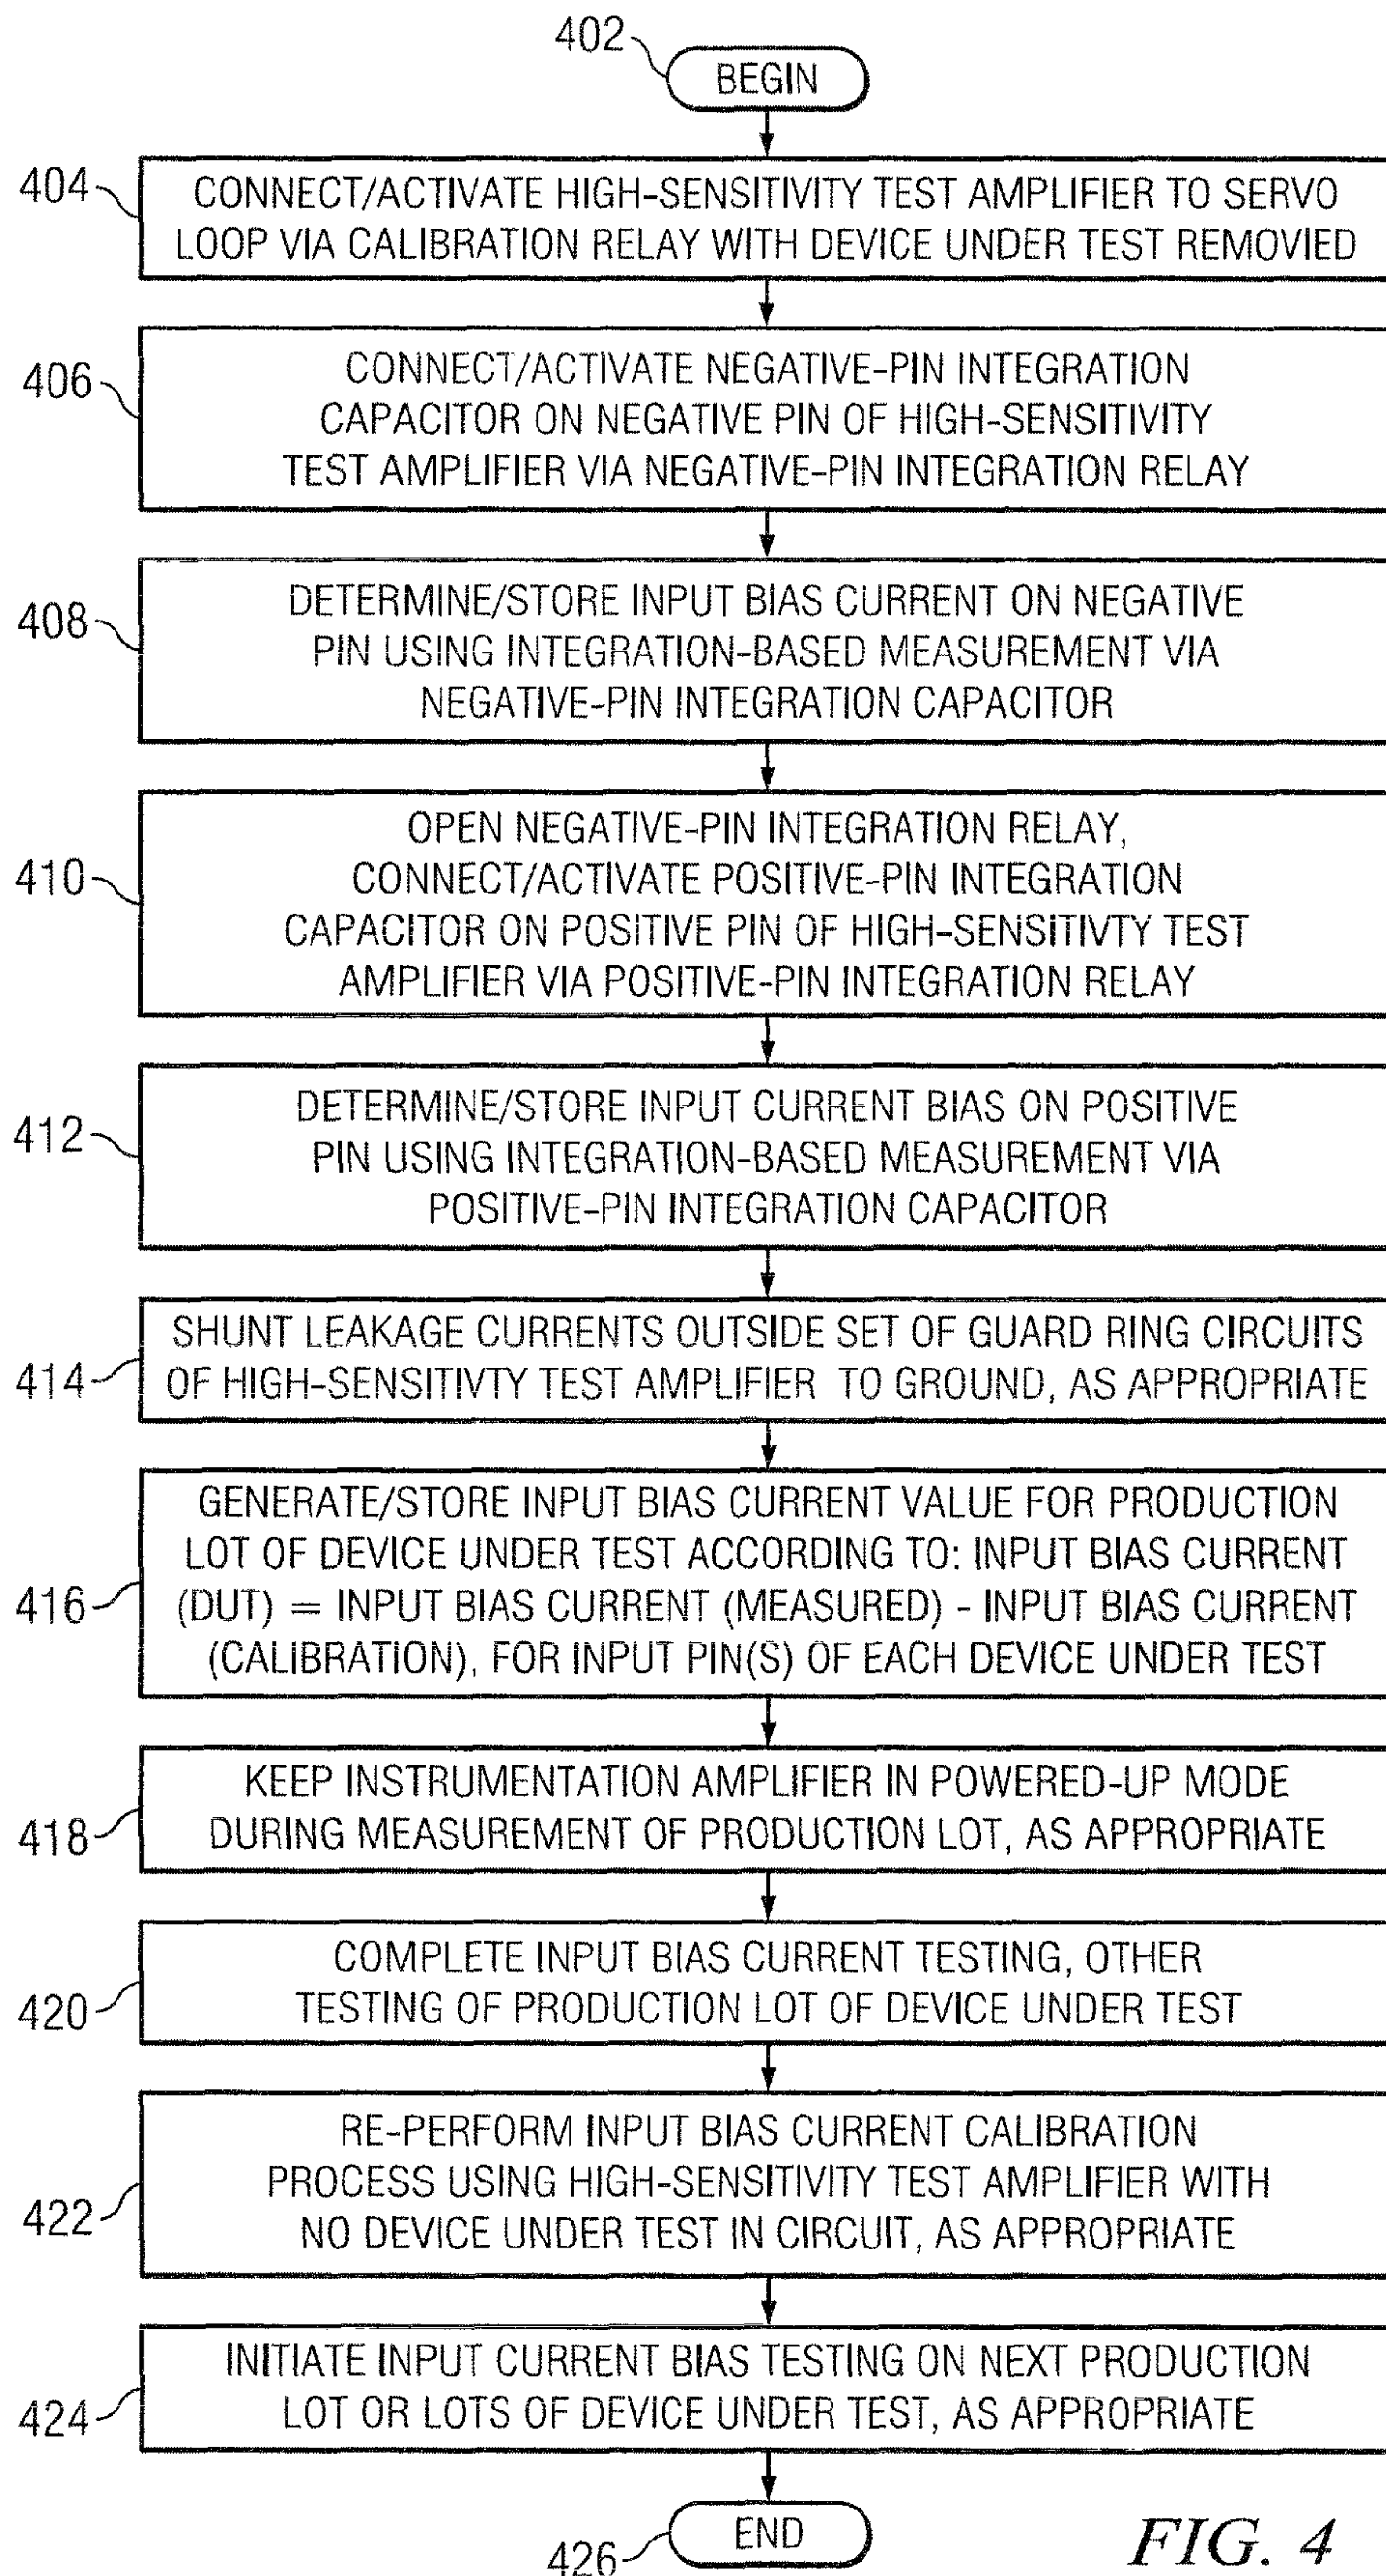 402
BEGIN
404
CONNECT/ACTIVATE HIGH-SENSITIVITY TEST AMPLIFIER TO SERVO
LOOP VIA CALIBRATION RELAY WITH DEVICE UNDER TEST REMOVIED
406
CONNECT/ACTIVATE NEGATIVE-PIN INTEGRATION
CAPACITOR ON NEGATIVE PIN OF HIGH-SENSITIVITY
TEST AMPLIFIER VIA NEGATIVE-PIN INTEGRATION RELAY
408
DETERMINE/STORE INPUT BIAS CURRENT ON NEGATIVE
PIN USING INTEGRATION-BASED MEASUREMENT VIA
NEGATIVE-PIN INTEGRATION CAPACITOR
410
OPEN NEGATIVE-PIN INTEGRATION RELAY,
CONNECT/ACTIVATE POSITIVE-PIN INTEGRATION
CAPACITOR ON POSITIVE PIN OF HIGH-SENSITIVTY TEST
AMPLIFIER VIA POSITIVE-PIN INTEGRATION RELAY
412
DETERMINE/STORE INPUT CURRENT BIAS ON POSITIVE
PIN USING INTEGRATION-BASED MEASUREMENT VIA
POSITIVE-PIN INTEGRATION CAPACITOR
414
SHUNT LEAKAGE CURRENTS OUTSIDE SET OF GUARD RING CIRCUITS
OF HIGH-SENSITIVTY TEST AMPLIFIER TO GROUND, AS APPROPRIATE
416
GENERATE/STORE INPUT BIAS CURRENT VALUE FOR PRODUCTION
LOT OF DEVICE UNDER TEST ACCORDING TO: INPUT BIAS CURRENT
(DUT) = INPUT BIAS CURRENT (MEASURED) - INPUT BIAS CURRENT
(CALIBRATION), FOR INPUT PIN(S) OF EACH DEVICE UNDER TEST
418
KEEP INSTRUMENTATION AMPLIFIER IN POWERED-UP MODE
DURING MEASUREMENT OF PRODUCTION LOT, AS APPROPRIATE
420
COMPLETE INPUT BIAS CURRENT TESTING, OTHER
TESTING OF PRODUCTION LOT OF DEVICE UNDER TEST
422
RE-PERFORM INPUT BIAS CURRENT CALIBRATION
PROCESS USING HIGH-SENSITIVITY TEST AMPLIFIER WITH
NO DEVICE UNDER TEST IN CIRCUIT, AS APPROPRIATE
424
INITIATE INPUT CURRENT BIAS TESTING ON NEXT PRODUCTION
LOT OR LOTS OF DEVICE UNDER TEST, AS APPROPRIATE
426
END
FIG. 4